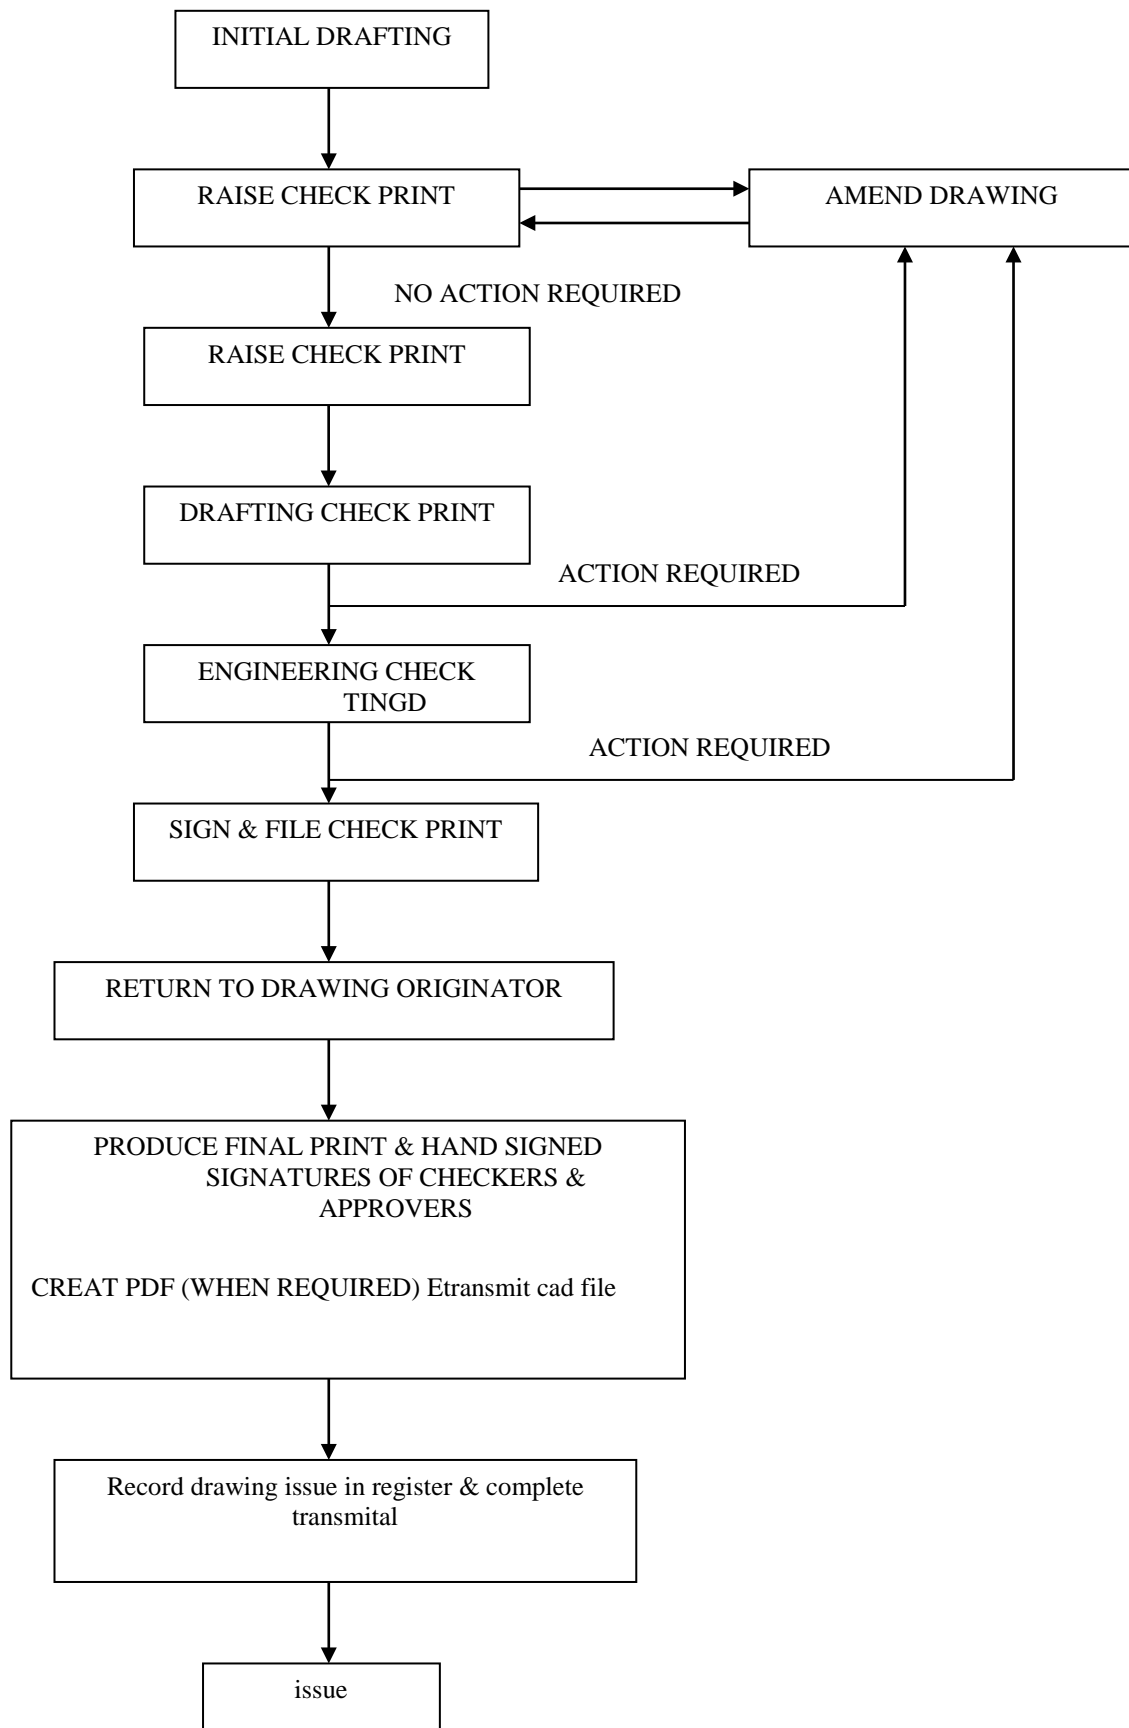 INITIAL DRAFTING
RAISE CHECK PRINT
AMEND DRAWING
NO ACTION REQUIRED
RAISE CHECK PRINT
DRAFTING CHECK PRINT
ACTION REQUIRED
ENGINEERING CHECK
TINGD
ACTION REQUIRED
SIGN & FILE CHECK PRINT
RETURN TO DRAWING ORIGINATOR
PRODUCE FINAL PRINT & HAND SIGNED
SIGNATURES OF CHECKERS &
APPROVERS
CREAT PDF (WHEN REQUIRED) Etransmit cad file
Record drawing issue in register & complete
transmital
issue